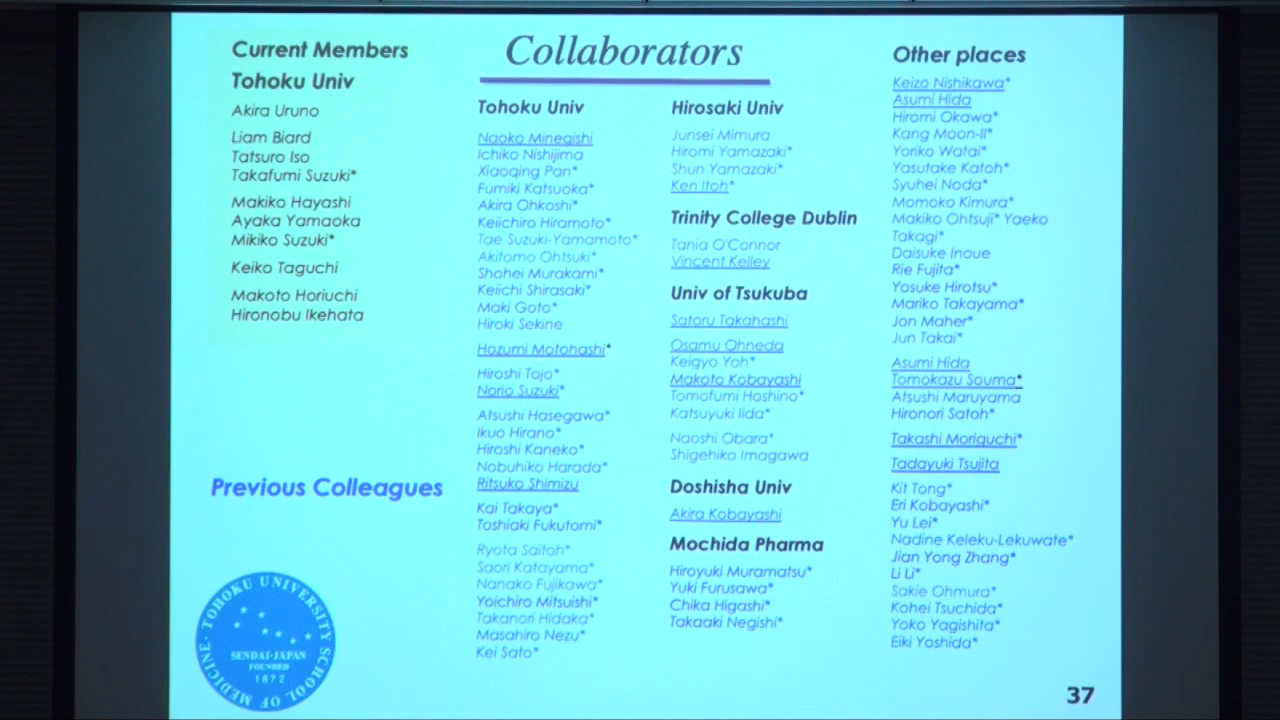 Collaborators
Current Members
Tohoku Univ
Akira Uruno
Liam Biard
Tatsuro Iso
Takafumi Suzuki*
Makiko Hayashi
Ayaka Yamaoka
Mikiko Suzuki*
Keiko Taguchi
Makoto Horiuchi
Hironobu Ikehata
Previous Colleagues
TOHOKU UNIVERSITY SCHOOL OF MEDICINE
SENDAI·JAPAN
FOUNDED
1872
Tohoku Univ
Naoko Minegishi
Ichiko Nishijima
Xiaoqing Pan*
Fumiki Katsuoka*
Akira Ohkoshi*
Keiichiro Hiramoto*
Tae Suzuki-Yamamoto*
Akitomo Ohtsuki*
Shohei Murakami*
Keiichi Shirasaki*
Maki Goto*
Hiroki Sekine
Hozumi Motohashi*
Hiroshi Tojo*
Norio Suzuki*
Atsushi Hasegawa*
Ikuo Hirano*
Hiroshi Kaneko*
Nobuhiko Harada*
Ritsuko Shimizu
Kai Takaya*
Toshiaki Fukutomi*
Ryota Saitoh*
Saori Katayama*
Nanako Fujikawa*
Yoichiro Mitsuishi*
Takanori Hidaka*
Masahiro Nezu*
Kei Sato*
Hirosaki Univ
Junsei Mimura
Hiromi Yamazaki*
Shun Yamazaki*
Ken Itoh*
Trinity College Dublin
Tania O'Connor
Vincent Kelley
Univ of Tsukuba
Satoru Takahashi
Osamu Ohneda
Keigyo Yoh*
Makoto Kobayashi
Tomofumi Hoshino*
Katsuyuki Iida*
Naoshi Obara*
Shigehiko Imagawa
Doshisha Univ
Akira Kobayashi
Mochida Pharma
Hiroyuki Muramatsu*
Yuki Furusawa*
Chika Higashi*
Takaaki Negishi*
Other places
Keizo Nishikawa*
Asumi Hida
Hiromi Okawa*
Kang Moon-Il*
Yoriko Watai*
Yasutake Katoh*
Syuhei Noda*
Momoko Kimura*
Makiko Ohtsuji* Yaeko
Takagi*
Daisuke Inoue
Rie Fujita*
Yosuke Hirotsu*
Mariko Takayama*
Jon Maher*
Jun Takai*
Asumi Hida
Tomokazu Souma*
Atsushi Maruyama
Hironori Satoh*
Takashi Moriguchi*
Tadayuki Tsujita
Kit Tong*
Eri Kobayashi*
Yu Lei*
Nadine Keleku-Lekuwate*
Jian Yong Zhang*
Li Li*
Sakie Ohmura*
Kohei Tsuchida*
Yoko Yagishita*
Eiki Yoshida*
37